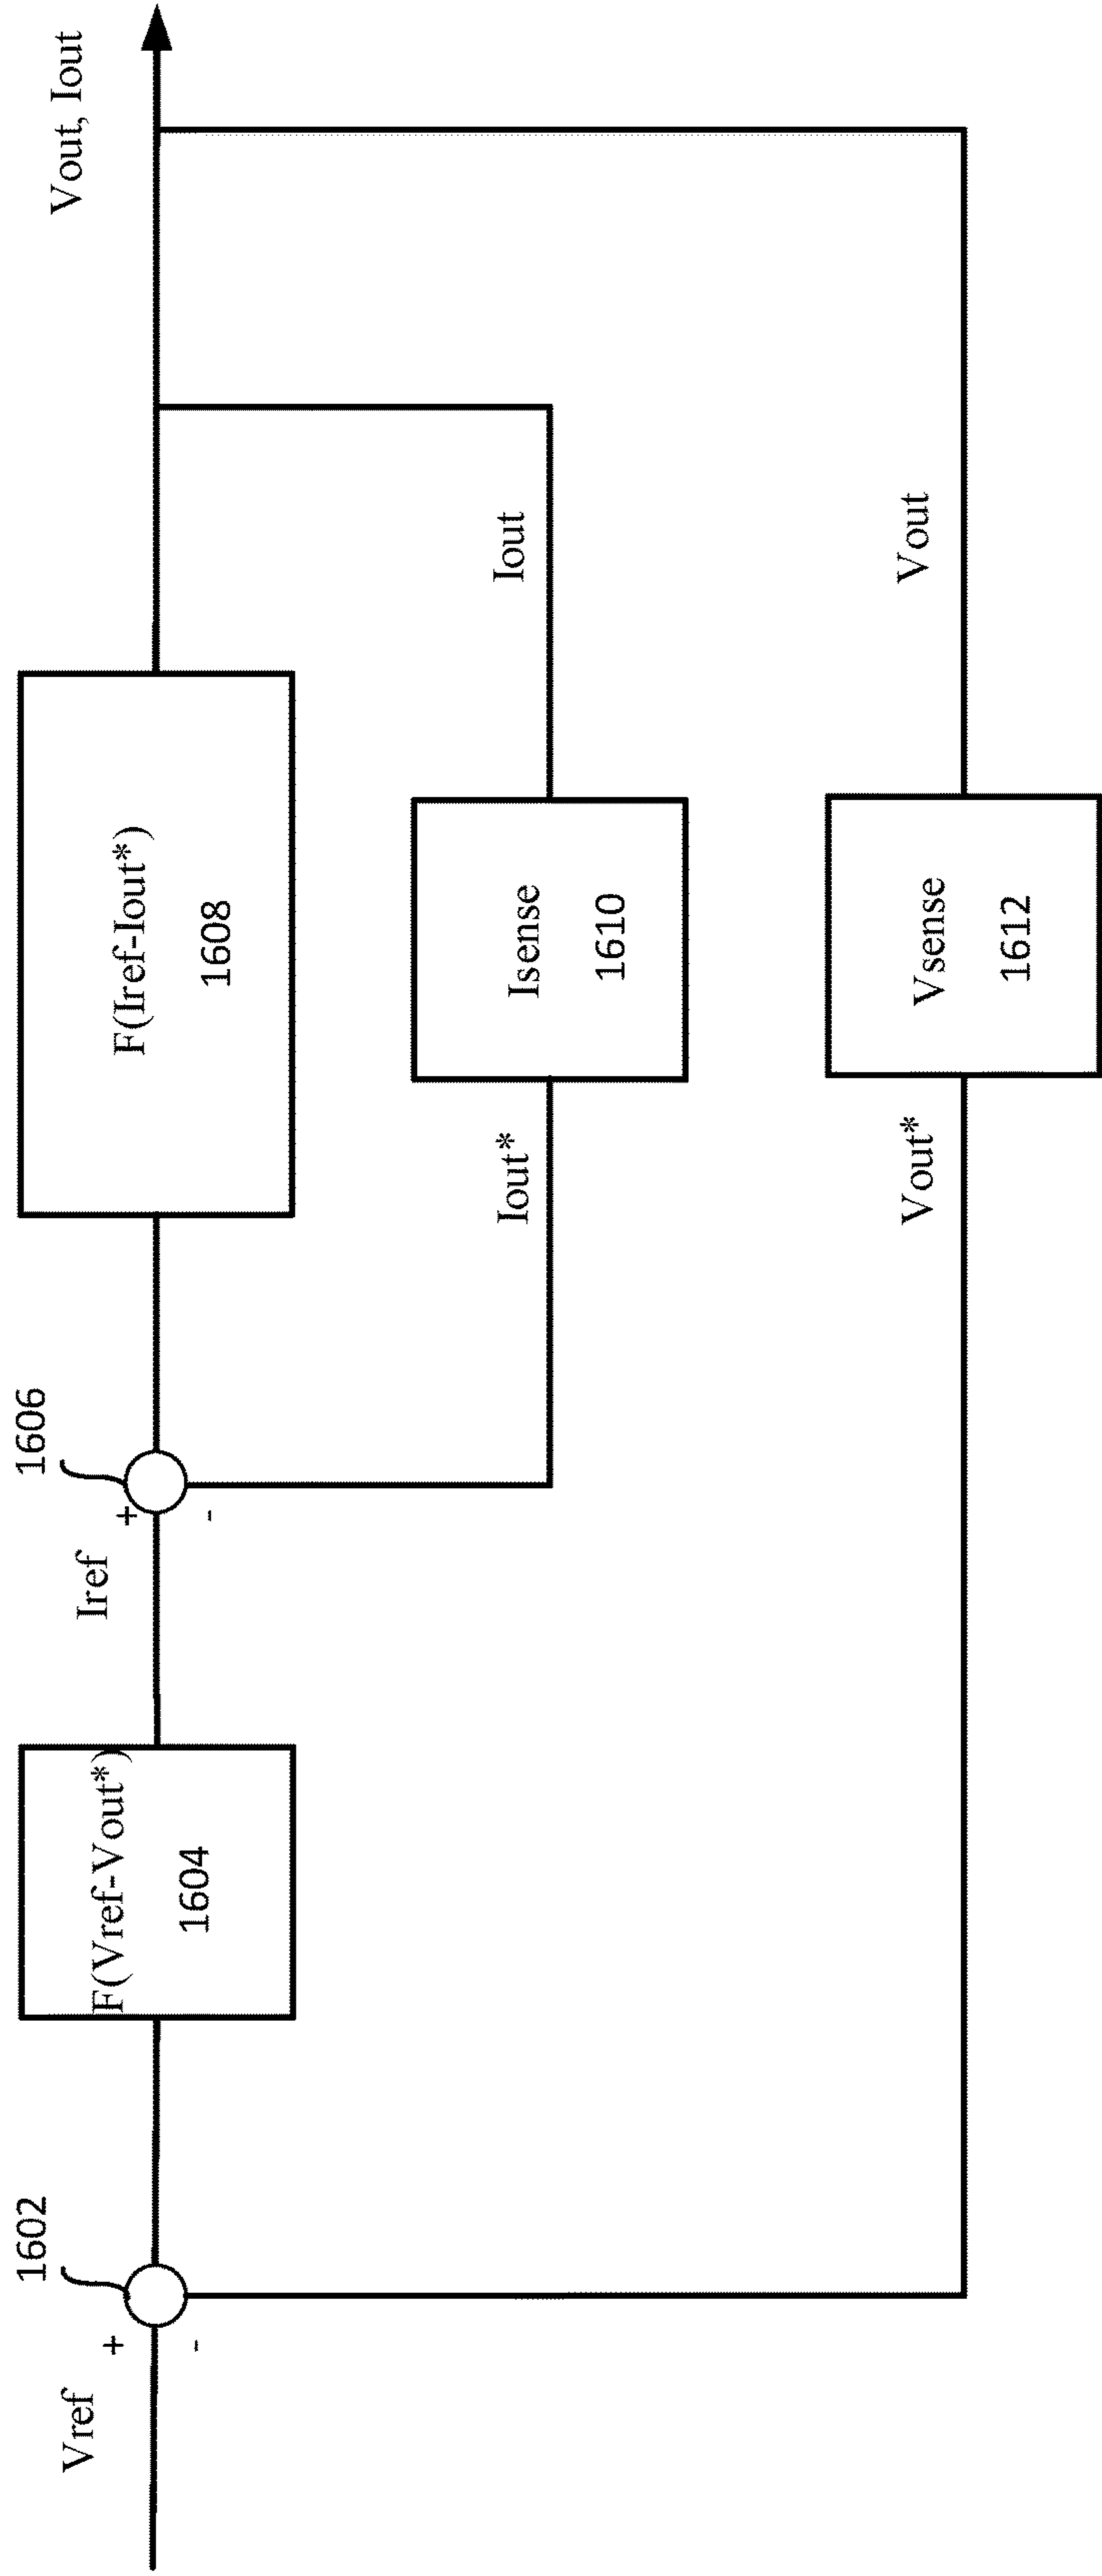 Vref
+
-
1602
F(Vref-Vout*)
1604
Iref
+
-
1606
F(Iref-Iout*)
1608
Vout, Iout
Iout*
Isense
1610
Iout
Vout*
Vsense
1612
Vout